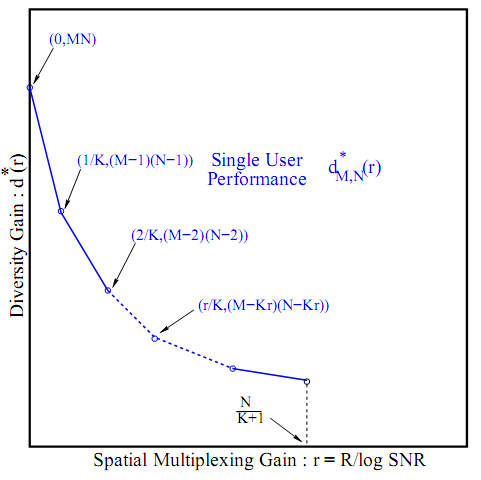 (0,MN)
(1/K,(M−1)(N−1))
Single User
Performance
d*M,N(r)
(2/K,(M−2)(N−2))
(r/K,(M−Kr)(N−Kr))
N
K+1
Diversity Gain : d*(r)
Spatial Multiplexing Gain : r = R/log SNR